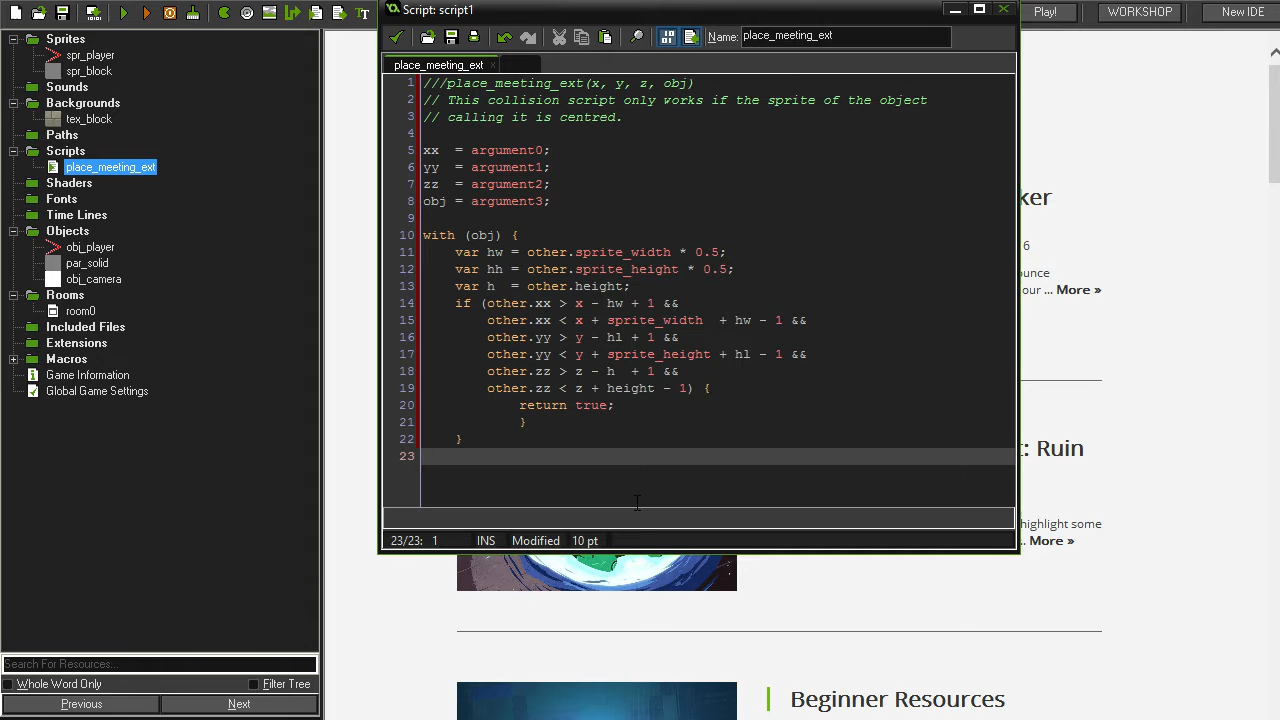 Script: script1
Play!
WORKSHOP
New IDE
Name:
place_meeting_ext
Sprites
spr_player
spr_block
Sounds
Backgrounds
tex_block
Paths
Scripts
place_meeting_ext
Shaders
Fonts
Time Lines
Objects
obj_player
par_solid
obj_camera
Rooms
room0
Included Files
Extensions
Macros
Game Information
Global Game Settings
Search For Resources...
Whole Word Only
Filter Tree
Previous
Next
place_meeting_ext
1 ///place_meeting_ext(x, y, z, obj)
2 // This collision script only works if the sprite of the object
3 // calling it is centred.
4
5 xx = argument0;
6 yy = argument1;
7 zz = argument2;
8 obj = argument3;
9
10 with (obj) {
11 var hw = other.sprite_width * 0.5;
12 var hh = other.sprite_height * 0.5;
13 var h = other.height;
14 if (other.xx > x - hw + 1 &&
15 other.xx < x + sprite_width + hw - 1 &&
16 other.yy > y - hl + 1 &&
17 other.yy < y + sprite_height + hl - 1 &&
18 other.zz > z - h + 1 &&
19 other.zz < z + height - 1) {
20 return true;
21 }
22 }
23
23/23: 1
INS
Modified
10 pt
ker
6
ounce
our ... More »
t: Ruin
highlight some
... More »
Beginner Resources